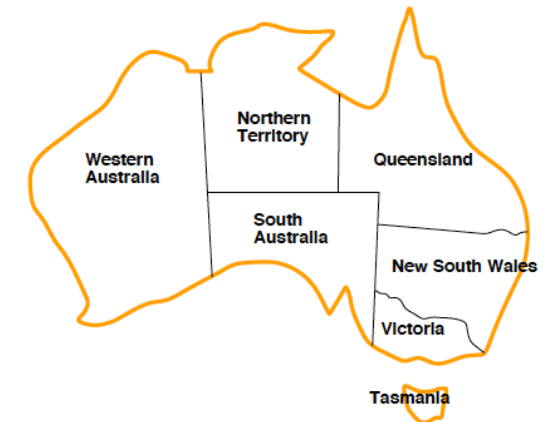 Northern
Territory
Western
Australia
Queensland
South
Australia
New South Wales
Victoria
Tasmania